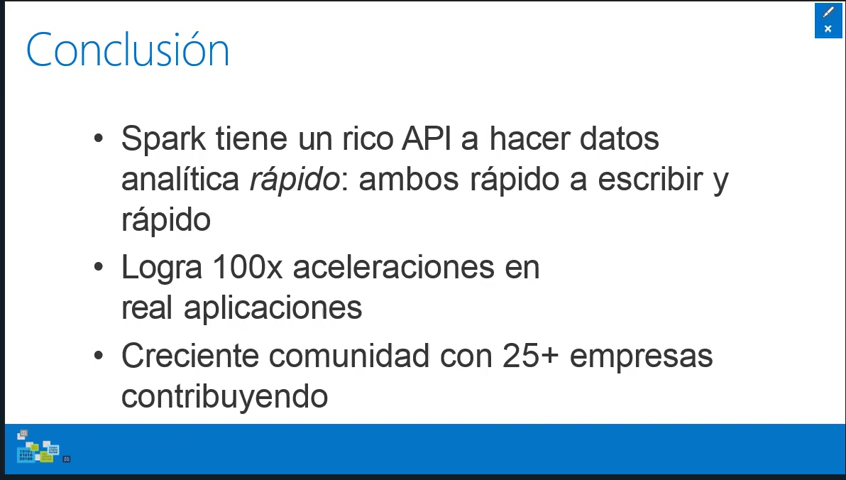 Conclusión
• Spark tiene un rico API a hacer datos
analítica rápido: ambos rápido a escribir y
rápido
• Logra 100x aceleraciones en
real aplicaciones
• Creciente comunidad con 25+ empresas
contribuyendo